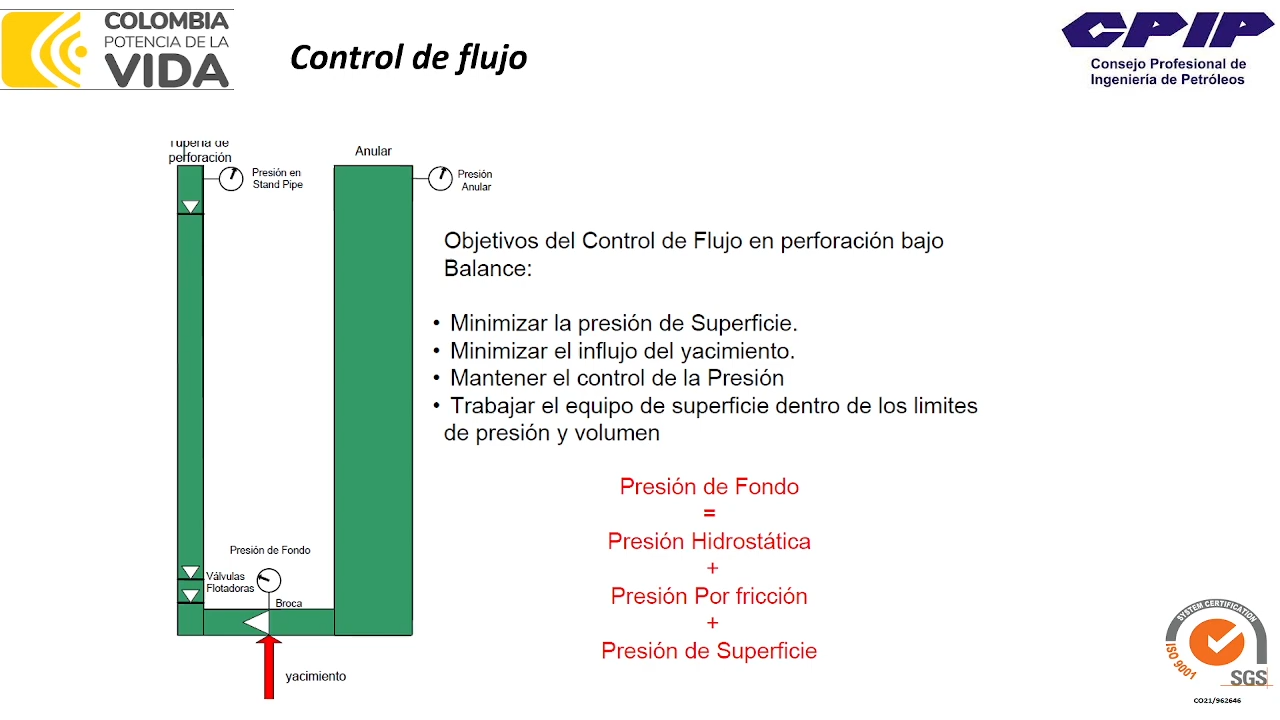 COLOMBIA
POTENCIA DE LA
VIDA
Control de flujo
CPIP
Consejo Profesional de
Ingeniería de Petróleos
Tubería de
perforación
Anular
Presión en
Stand Pipe
Presión
Anular
Objetivos del Control de Flujo en perforación bajo
Balance:
• Minimizar la presión de Superficie.
• Minimizar el influjo del yacimiento.
• Mantener el control de la Presión
• Trabajar el equipo de superficie dentro de los limites
de presión y volumen
Presión de Fondo
=
Presión Hidrostática
+
Presión Por fricción
+
Presión de Superficie
Presión de Fondo
Válvulas
Flotadoras
Broca
yacimiento
SYSTEM CERTIFICATION
ISO 9001
SGS
CO21/962646